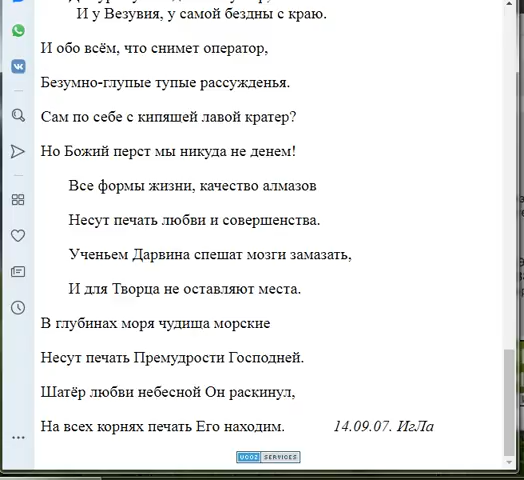 И у Везувия, у самой бездны с краю.
И обо всём, что снимет оператор,
Безумно-глупые тупые рассужденья.
Сам по себе с кипящей лавой кратер?
Но Божий перст мы никуда не денем!
Все формы жизни, качество алмазов
Несут печать любви и совершенства.
Ученьем Дарвина спешат мозги замазать,
И для Творца не оставляют места.
В глубинах моря чудища морские
Несут печать Премудрости Господней.
Шатёр любви небесной Он раскинул,
На всех корнях печать Его находим. 14.09.07. ИгЛа
UCOZ SERVICES